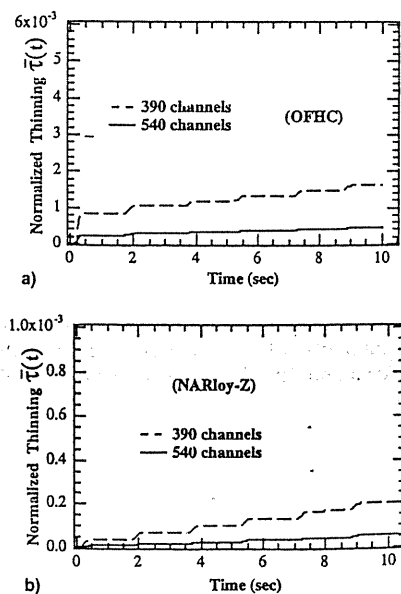 6x10-3
5
4
3
2
1
0
Normalized Thinning τ̄(t)
390 channels
540 channels
(OFHC)
0 2 4 6 8 10
Time (sec)
a)
1.0x10-3
0.8
0.6
0.4
0.2
0.0
Normalized Thinning τ̄(t)
(NARloy-Z)
390 channels
540 channels
0 2 4 6 8 10
Time (sec)
b)